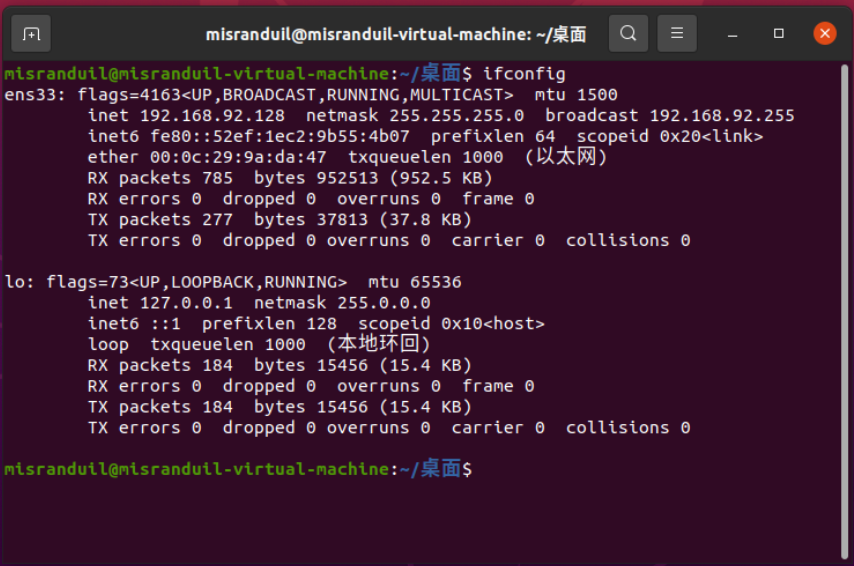 misranduil@misranduil-virtual-machine: ~/桌面
misranduil@misranduil-virtual-machine:~/桌面$ ifconfig
ens33: flags=4163<UP,BROADCAST,RUNNING,MULTICAST>  mtu 1500
        inet 192.168.92.128  netmask 255.255.255.0  broadcast 192.168.92.255
        inet6 fe80::52ef:1ec2:9b55:4b07  prefixlen 64  scopeid 0x20<link>
        ether 00:0c:29:9a:da:47  txqueuelen 1000  (以太网)
        RX packets 785  bytes 952513 (952.5 KB)
        RX errors 0  dropped 0  overruns 0  frame 0
        TX packets 277  bytes 37813 (37.8 KB)
        TX errors 0  dropped 0 overruns 0  carrier 0  collisions 0
lo: flags=73<UP,LOOPBACK,RUNNING>  mtu 65536
        inet 127.0.0.1  netmask 255.0.0.0
        inet6 ::1  prefixlen 128  scopeid 0x10<host>
        loop  txqueuelen 1000  (本地环回)
        RX packets 184  bytes 15456 (15.4 KB)
        RX errors 0  dropped 0  overruns 0  frame 0
        TX packets 184  bytes 15456 (15.4 KB)
        TX errors 0  dropped 0 overruns 0  carrier 0  collisions 0
misranduil@misranduil-virtual-machine:~/桌面$